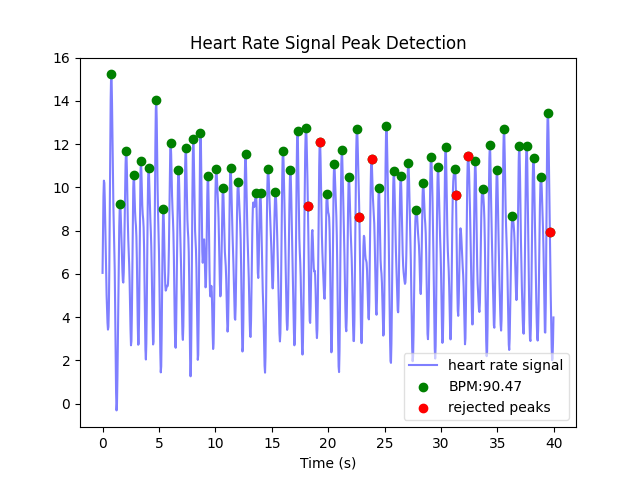 Heart Rate Signal Peak Detection
16
14
12
10
8
6
4
2
0
heart rate signal
BPM:90.47
rejected peaks
0 5 10 15 20 25 30 35 40
Time (s)